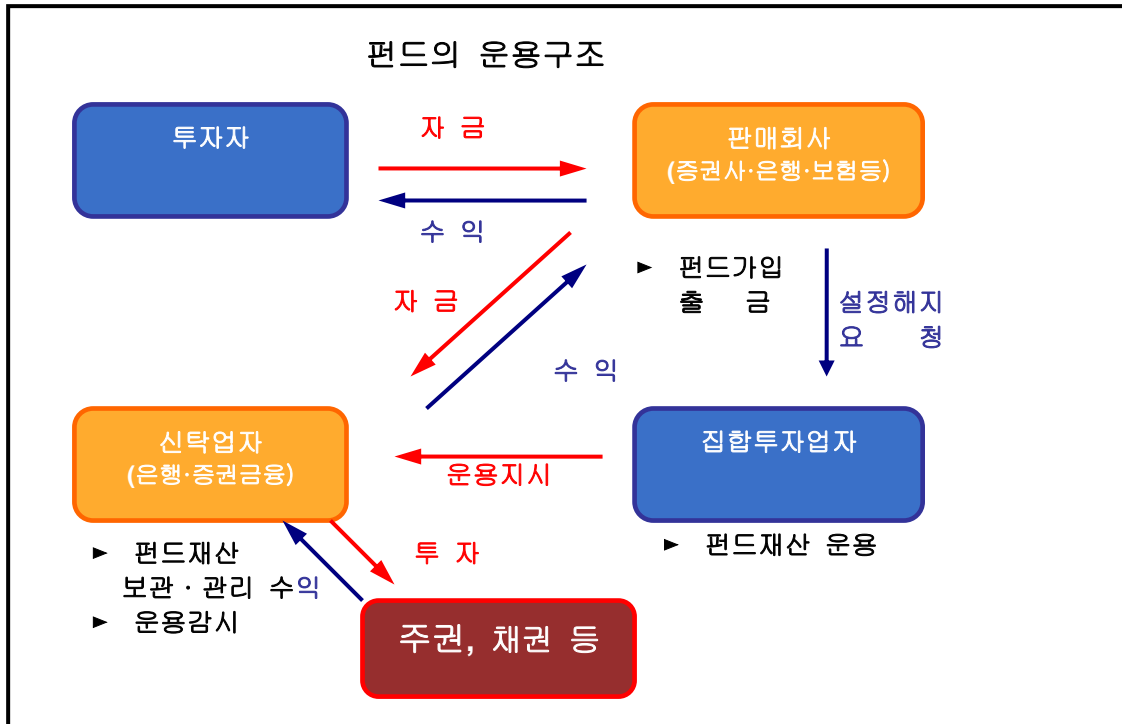 펀드의 운용구조
투자자
자 금
판매회사
(증권사·은행·보험등)
수 익
자 금
► 펀드가입
출 금
설정해지
요 청
수 익
신탁업자
(은행·증권금융)
집합투자업자
운용지시
► 펀드재산
보관 · 관리 수익
► 운용감시
투 자
► 펀드재산 운용
주권, 채권 등